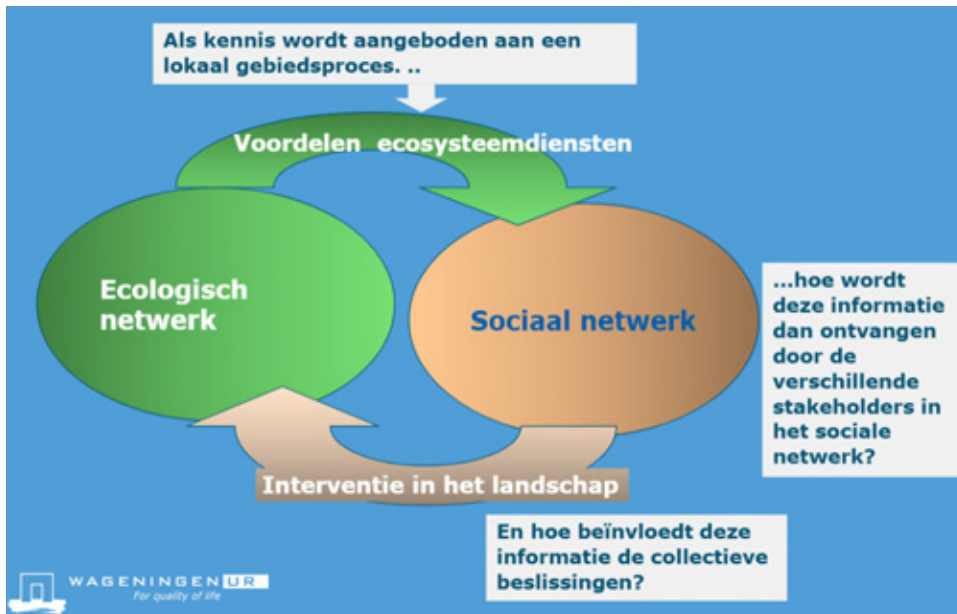 Als kennis wordt aangeboden aan een
lokaal gebiedsproces. ..
Voordelen ecosysteemdiensten
Ecologisch
netwerk
Sociaal netwerk
...hoe wordt
deze informatie
dan ontvangen
door de
verschillende
stakeholders in
het sociale
netwerk?
Interventie in het landschap
En hoe beïnvloedt deze
informatie de collectieve
beslissingen?
WAGENINGEN UR
For quality of life